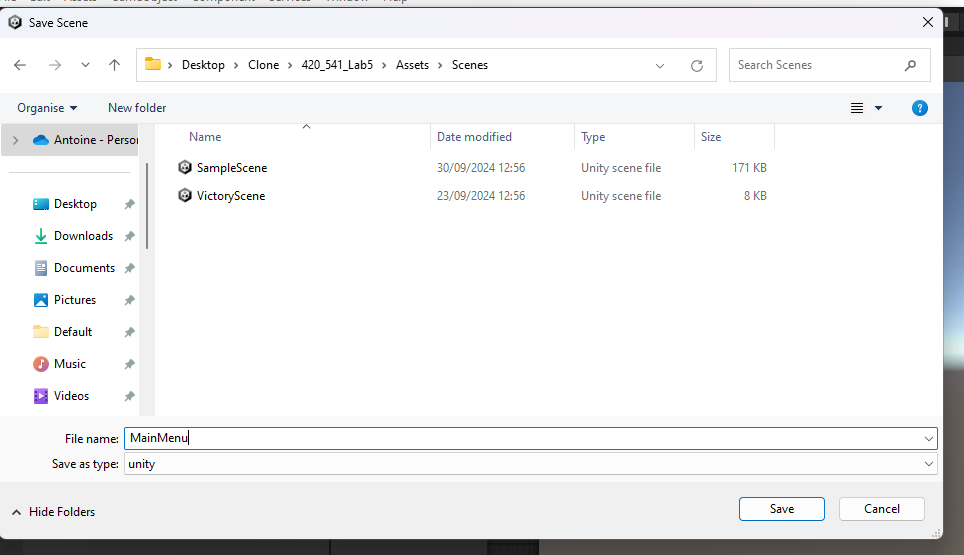 Save Scene
Desktop > Clone > 420_541_Lab5 > Assets > Scenes
Search Scenes
Organise
New folder
Antoine - Person
Name
Date modified
Type
Size
SampleScene
30/09/2024 12:56
Unity scene file
171 KB
VictoryScene
23/09/2024 12:56
Unity scene file
8 KB
Desktop
Downloads
Documents
Pictures
Default
Music
Videos
File name: MainMenu
Save as type: unity
Hide Folders
Save
Cancel